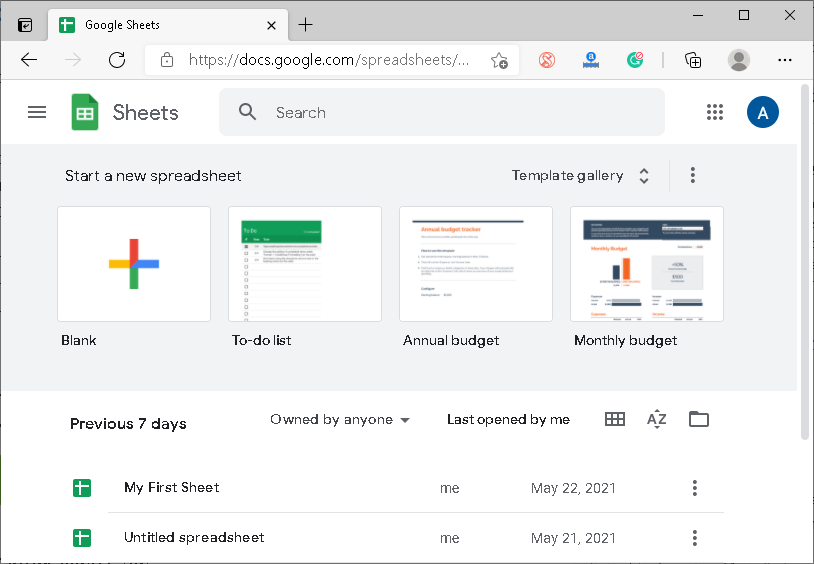 Google Sheets
https://docs.google.com/spreadsheets/...
Sheets
Search
A
Start a new spreadsheet
Template gallery
To Do
Annual budget tracker
Monthly Budget
Blank
To-do list
Annual budget
Monthly budget
Previous 7 days
Owned by anyone
Last opened by me
AZ
My First Sheet
me
May 22, 2021
Untitled spreadsheet
me
May 21, 2021